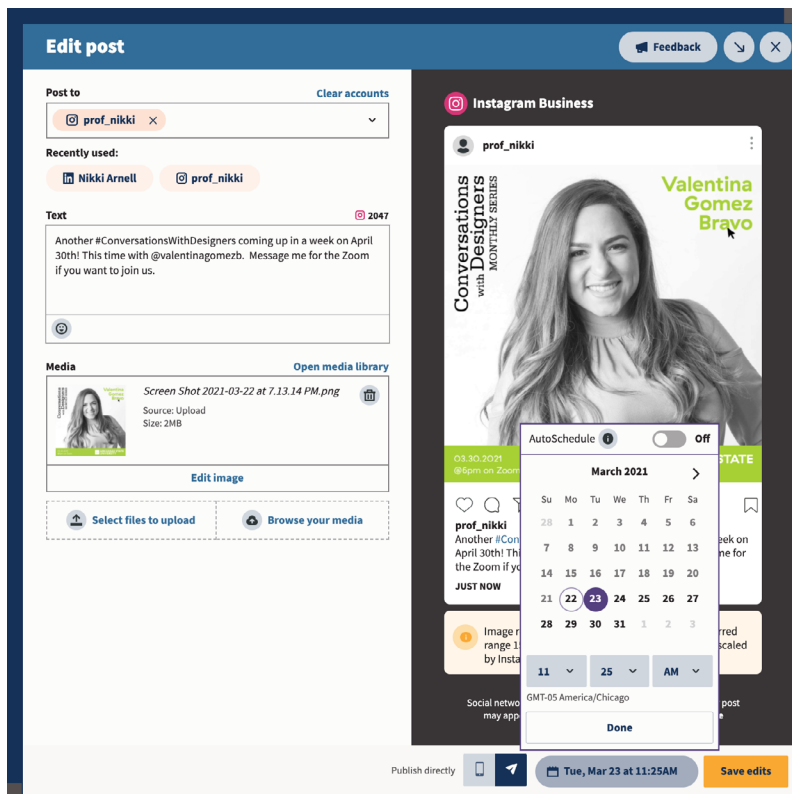 Edit post
Feedback
Post to
Clear accounts
prof_nikki
Recently used:
Nikki Arnell
prof_nikki
Text
2047
Another #ConversationsWithDesigners coming up in a week on April
30th! This time with @valentinagomezb. Message me for the Zoom
if you want to join us.
Media
Open media library
Screen Shot 2021-03-22 at 7.13.14 PM.png
Source: Upload
Size: 2MB
Edit image
Select files to upload
Browse your media
Instagram Business
prof_nikki
Conversations
with Designers
MONTHLY SERIES
Valentina
Gomez
Bravo
03.30.2021
@6pm on Zoom
STATE
prof_nikki
Another #Con
eek on
April 30th! Thi
me for
the Zoom if yo
JUST NOW
Image r
rred
range 1
scaled
by Insta
Social netwo
post
may app
AutoSchedule
Off
March 2021
Su Mo Tu We Th Fr Sa
28 1 2 3 4 5 6
7 8 9 10 11 12 13
14 15 16 17 18 19 20
21 22 23 24 25 26 27
28 29 30 31 1 2 3
11 25 AM
GMT-05 America/Chicago
Done
Publish directly
Tue, Mar 23 at 11:25AM
Save edits